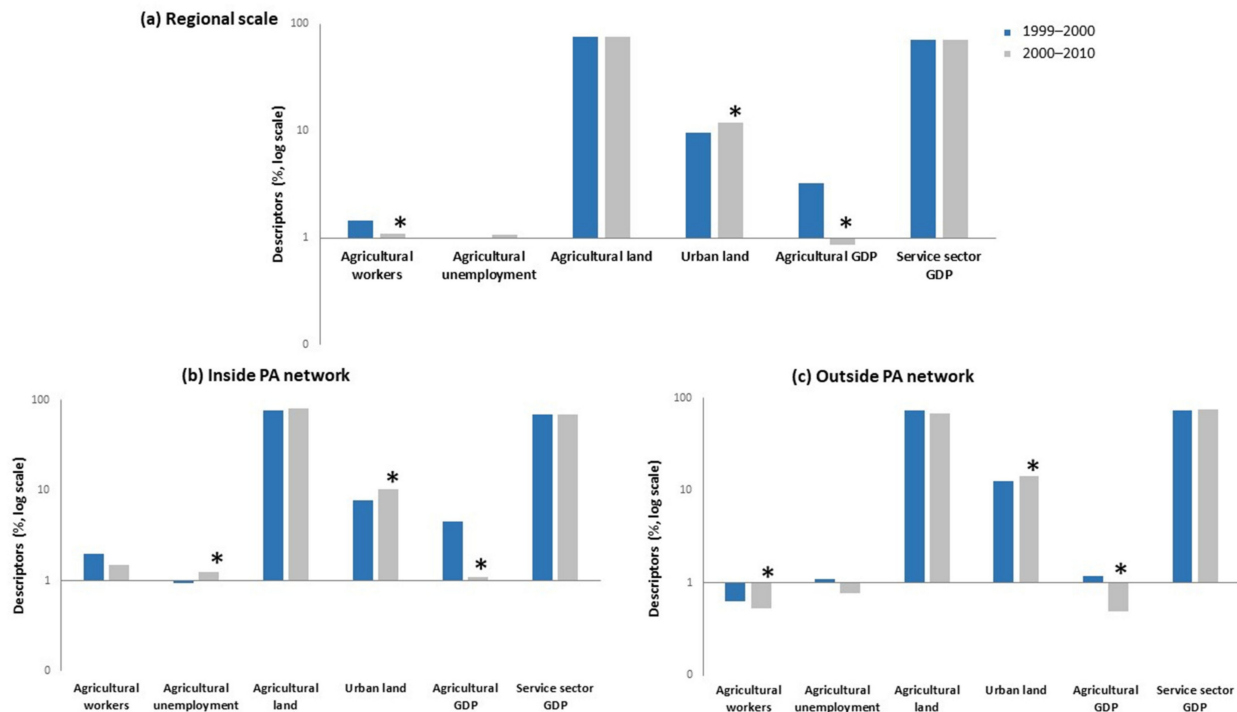 (a) Regional scale
1999–2000
2000–2010
Descriptors (%, log scale)
100
10
1
0
Agricultural
workers
Agricultural
unemployment
Agricultural land
Urban land
Agricultural GDP
Service sector
GDP
*
*
*
(b) Inside PA network
Descriptors (%, log scale)
100
10
1
0
*
*
*
Agricultural
workers
Agricultural
unemployment
Agricultural
land
Urban land
Agricultural
GDP
Service sector
GDP
(c) Outside PA network
Descriptors (%, log scale)
100
10
1
0
*
*
*
Agricultural
workers
Agricultural
unemployment
Agricultural
land
Urban land
Agricultural
GDP
Service sector
GDP